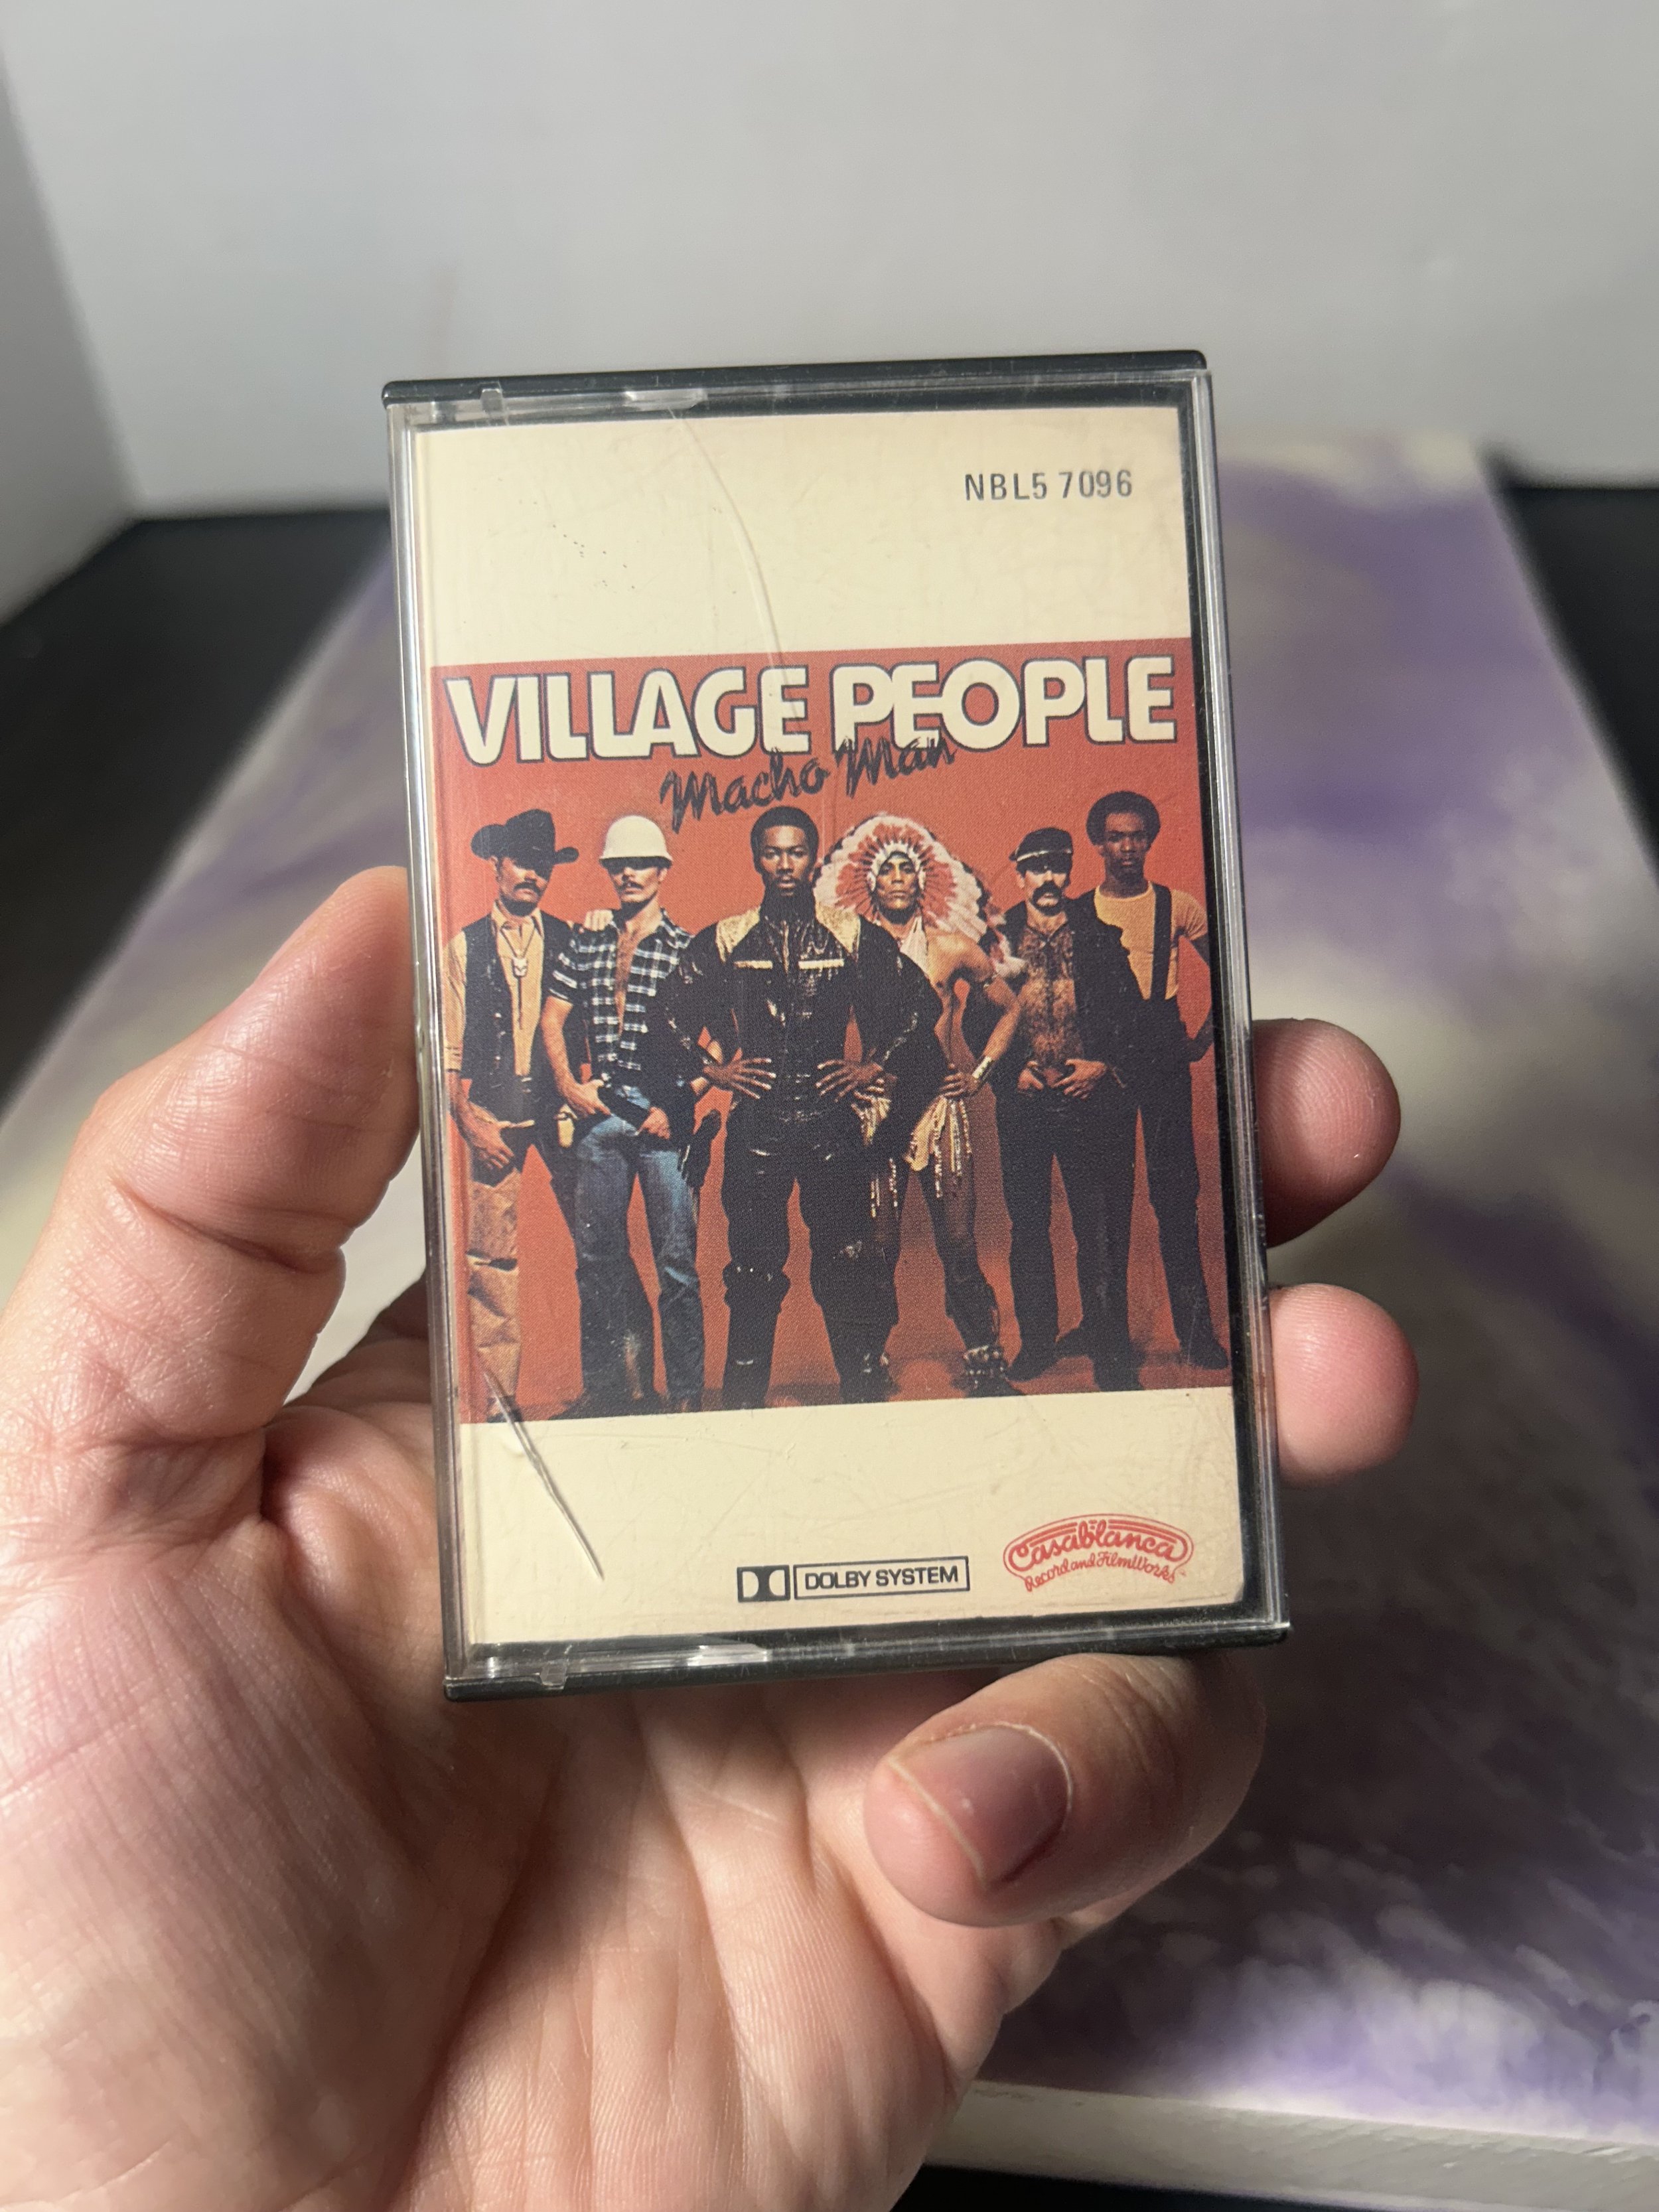 NBL5 7096
VILLAGE PEOPLE
Macho Man
DOLBY SYSTEM
Casablanca
Record and FilmWorks